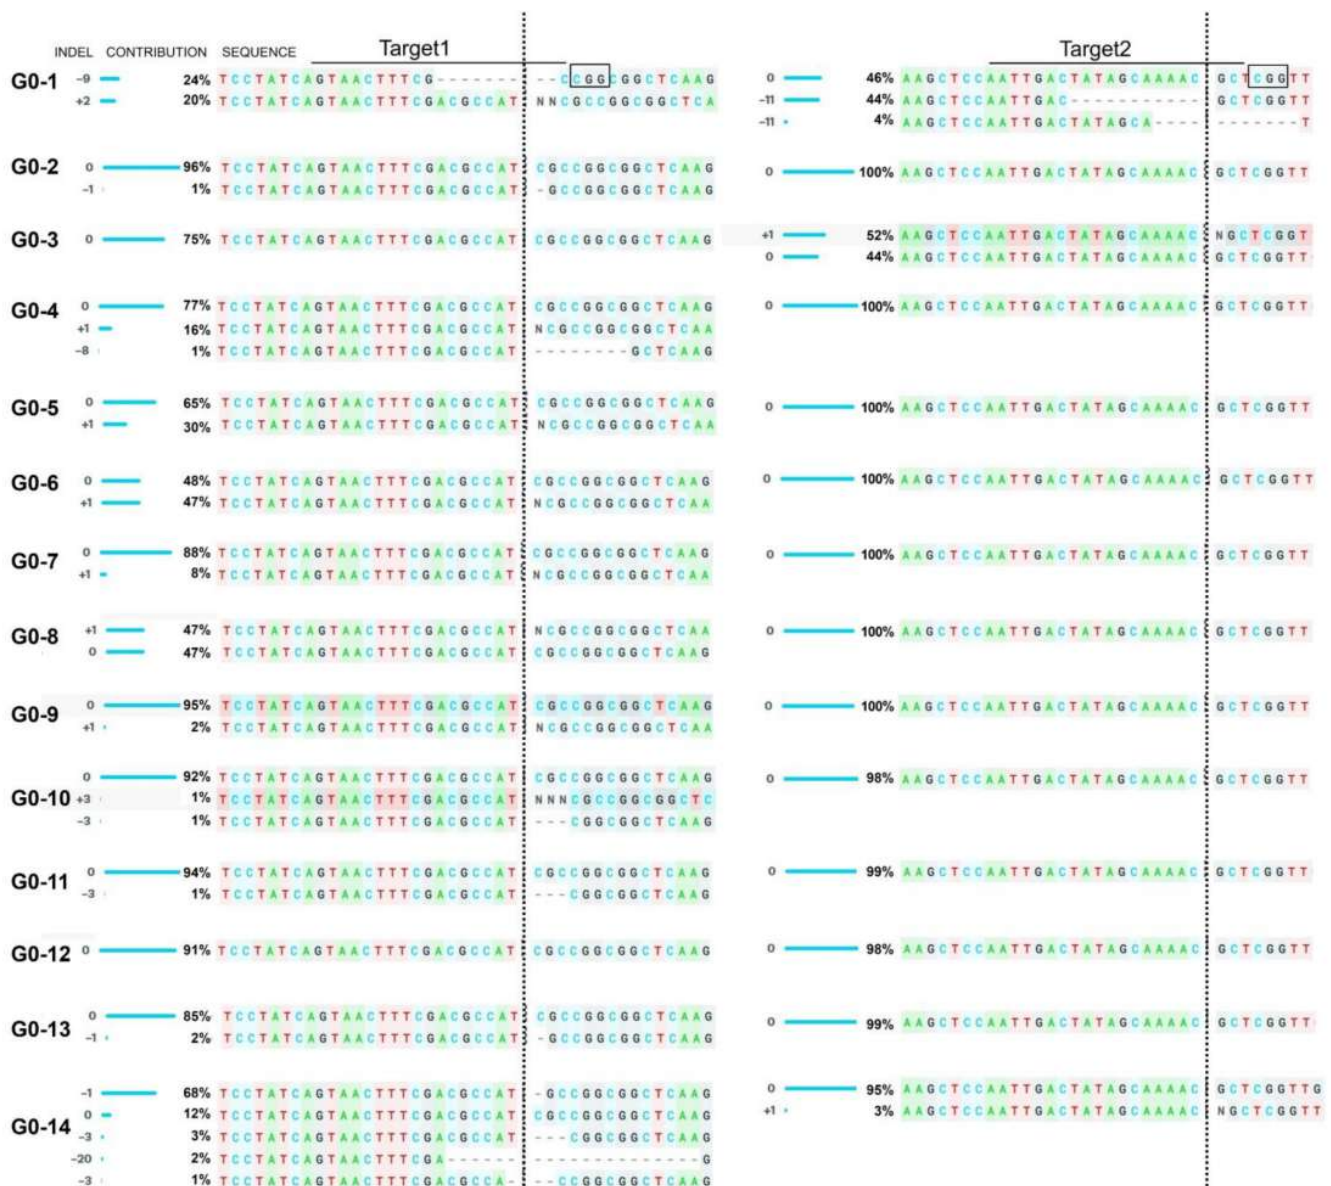 INDEL CONTRIBUTION SEQUENCE Target1 Target2
G0-1 -9 24% TCCTATCAGTAACTTTCG------- --CCGGCGGCTCAAG 0 46% AAGCTCCAATTGACTATAGCAAAAC GCTCGGTT
+2 20% TCCTATCAGTAACTTTCGACGCCAT NNCGCCGGCGGCTCA -11 44% AAGCTCCAATTGAC----------- GCTCGGTT
-11 4% AAGCTCCAATTGACTATAGCA---- -------T
G0-2 0 96% TCCTATCAGTAACTTTCGACGCCAT CGCCGGCGGCTCAAG 0 100% AAGCTCCAATTGACTATAGCAAAAC GCTCGGTT
-1 1% TCCTATCAGTAACTTTCGACGCCAT -GCCGGCGGCTCAAG
G0-3 0 75% TCCTATCAGTAACTTTCGACGCCAT CGCCGGCGGCTCAAG +1 52% AAGCTCCAATTGACTATAGCAAAAC NGCTCGGT
0 44% AAGCTCCAATTGACTATAGCAAAAC GCTCGGTT
G0-4 0 77% TCCTATCAGTAACTTTCGACGCCAT CGCCGGCGGCTCAAG 0 100% AAGCTCCAATTGACTATAGCAAAAC GCTCGGTT
+1 16% TCCTATCAGTAACTTTCGACGCCAT NCGCCGGCGGCTCAA
-8 1% TCCTATCAGTAACTTTCGACGCCAT --------GCTCAAG
G0-5 0 65% TCCTATCAGTAACTTTCGACGCCAT CGCCGGCGGCTCAAG 0 100% AAGCTCCAATTGACTATAGCAAAAC GCTCGGTT
+1 30% TCCTATCAGTAACTTTCGACGCCAT NCGCCGGCGGCTCAA
G0-6 0 48% TCCTATCAGTAACTTTCGACGCCAT CGCCGGCGGCTCAAG 0 100% AAGCTCCAATTGACTATAGCAAAAC GCTCGGTT
+1 47% TCCTATCAGTAACTTTCGACGCCAT NCGCCGGCGGCTCAA
G0-7 0 88% TCCTATCAGTAACTTTCGACGCCAT CGCCGGCGGCTCAAG 0 100% AAGCTCCAATTGACTATAGCAAAAC GCTCGGTT
+1 8% TCCTATCAGTAACTTTCGACGCCAT NCGCCGGCGGCTCAA
G0-8 +1 47% TCCTATCAGTAACTTTCGACGCCAT NCGCCGGCGGCTCAA 0 100% AAGCTCCAATTGACTATAGCAAAAC GCTCGGTT
0 47% TCCTATCAGTAACTTTCGACGCCAT CGCCGGCGGCTCAAG
G0-9 0 95% TCCTATCAGTAACTTTCGACGCCAT CGCCGGCGGCTCAAG 0 100% AAGCTCCAATTGACTATAGCAAAAC GCTCGGTT
+1 2% TCCTATCAGTAACTTTCGACGCCAT NCGCCGGCGGCTCAA
G0-10 0 92% TCCTATCAGTAACTTTCGACGCCAT CGCCGGCGGCTCAAG 0 98% AAGCTCCAATTGACTATAGCAAAAC GCTCGGTT
+3 1% TCCTATCAGTAACTTTCGACGCCAT NNNCGCCGGCGGCTC
-3 1% TCCTATCAGTAACTTTCGACGCCAT ---CGGCGGCTCAAG
G0-11 0 94% TCCTATCAGTAACTTTCGACGCCAT CGCCGGCGGCTCAAG 0 99% AAGCTCCAATTGACTATAGCAAAAC GCTCGGTT
-3 1% TCCTATCAGTAACTTTCGACGCCAT ---CGGCGGCTCAAG
G0-12 0 91% TCCTATCAGTAACTTTCGACGCCAT CGCCGGCGGCTCAAG 0 98% AAGCTCCAATTGACTATAGCAAAAC GCTCGGTT
G0-13 0 85% TCCTATCAGTAACTTTCGACGCCAT CGCCGGCGGCTCAAG 0 99% AAGCTCCAATTGACTATAGCAAAAC GCTCGGTT
-1 2% TCCTATCAGTAACTTTCGACGCCAT -GCCGGCGGCTCAAG
G0-14 -1 68% TCCTATCAGTAACTTTCGACGCCAT -GCCGGCGGCTCAAG 0 95% AAGCTCCAATTGACTATAGCAAAAC GCTCGGTTG
0 12% TCCTATCAGTAACTTTCGACGCCAT CGCCGGCGGCTCAAG +1 3% AAGCTCCAATTGACTATAGCAAAAC NGCTCGGTT
-3 3% TCCTATCAGTAACTTTCGACGCCAT ---CGGCGGCTCAAG
-20 2% TCCTATCAGTAACTTTCGA------ --------------G
-3 1% TCCTATCAGTAACTTTCGACGCCA- --CCGGCGGCTCAAG